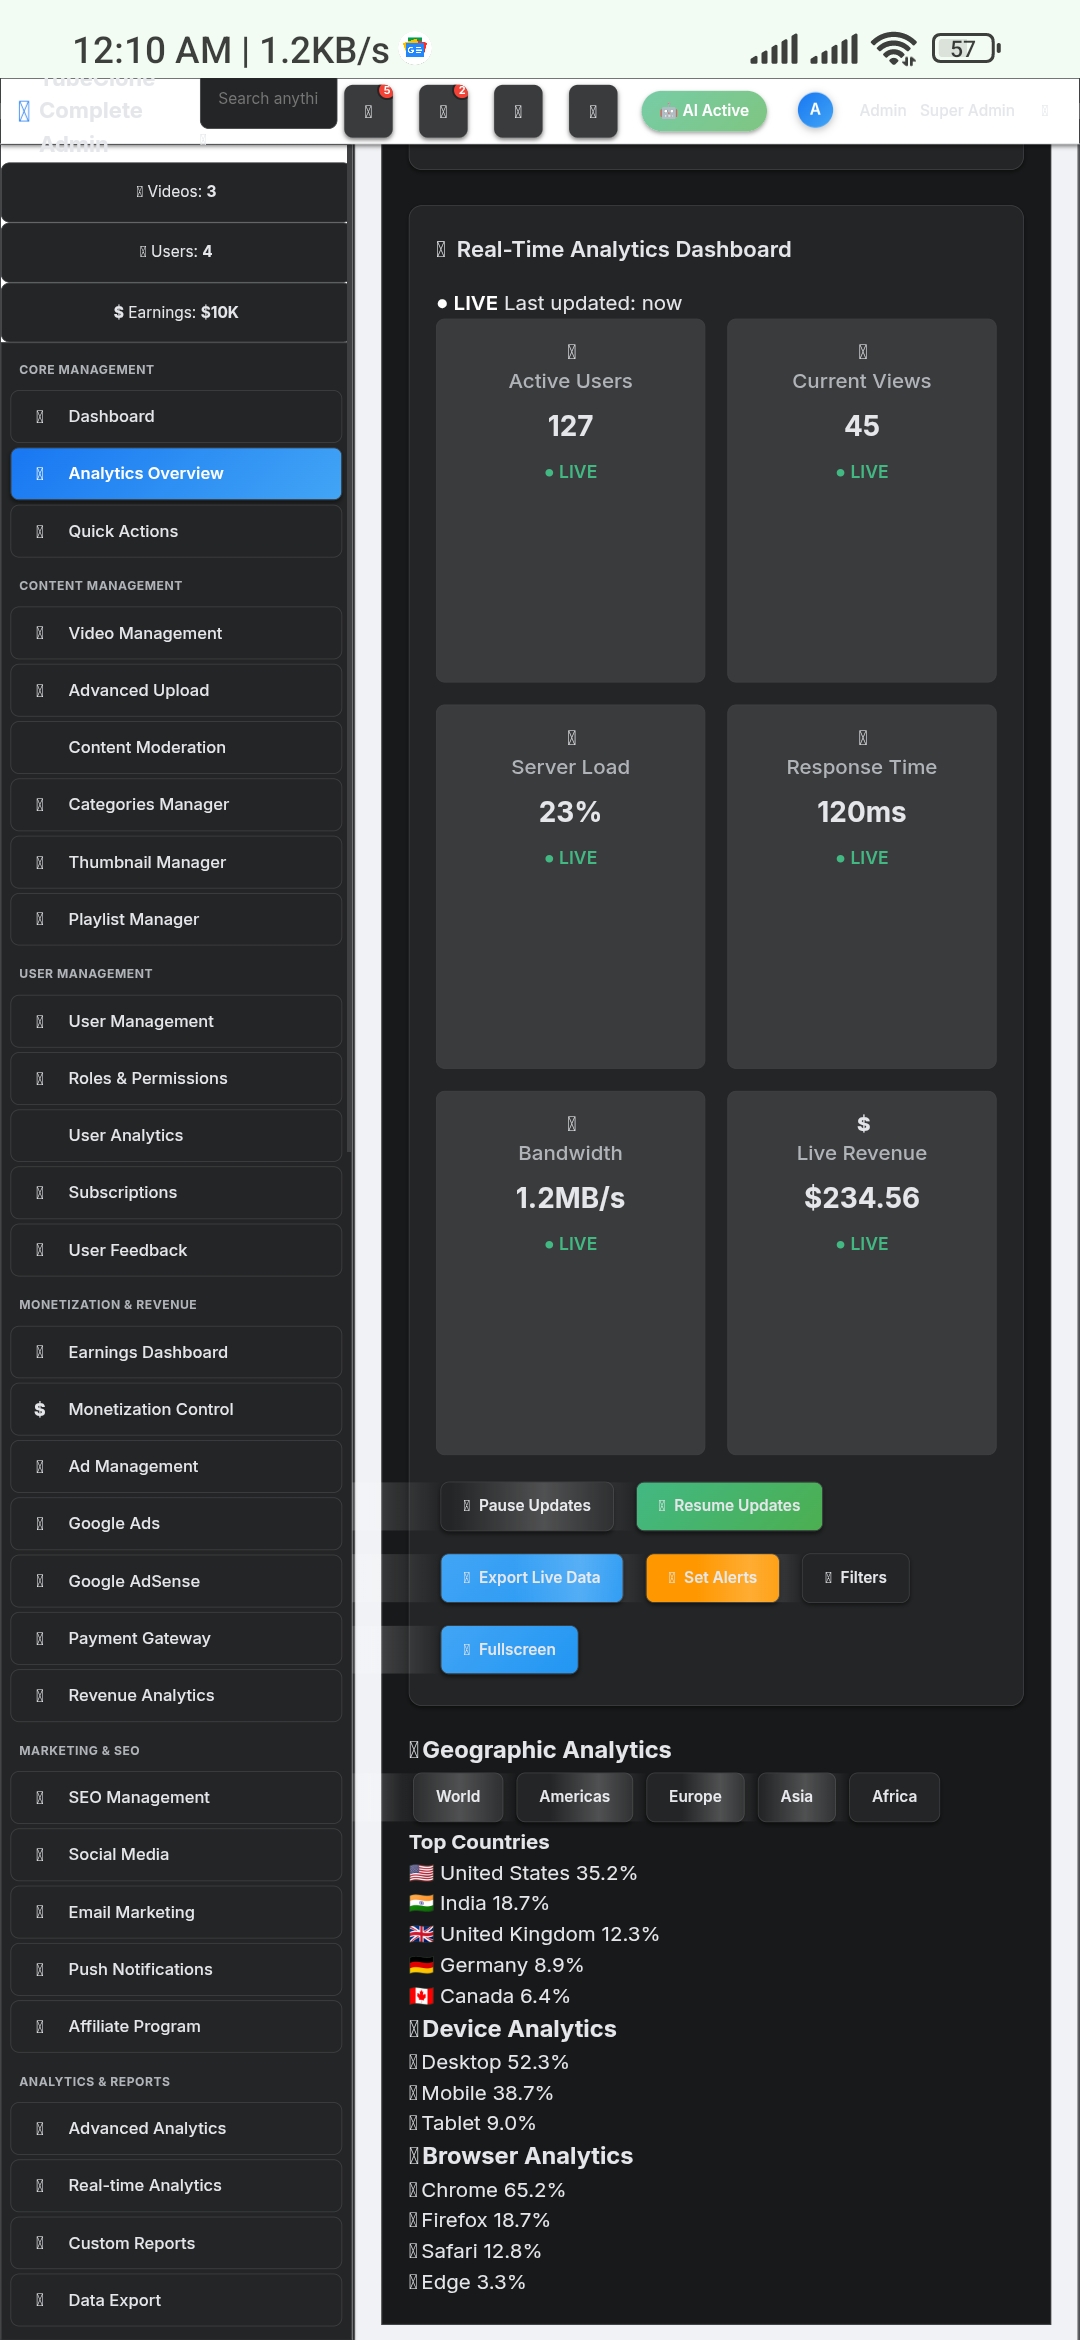 12:10 AM | 1.2KB/s
57
TubeClone
Complete
Admin
Search anythi
5
2
🤖 AI Active
A
Admin
Super Admin
Videos: 3
Users: 4
$ Earnings: $10K
CORE MANAGEMENT
Dashboard
Analytics Overview
Quick Actions
CONTENT MANAGEMENT
Video Management
Advanced Upload
Content Moderation
Categories Manager
Thumbnail Manager
Playlist Manager
USER MANAGEMENT
User Management
Roles & Permissions
User Analytics
Subscriptions
User Feedback
MONETIZATION & REVENUE
Earnings Dashboard
$ Monetization Control
Ad Management
Google Ads
Google AdSense
Payment Gateway
Revenue Analytics
MARKETING & SEO
SEO Management
Social Media
Email Marketing
Push Notifications
Affiliate Program
ANALYTICS & REPORTS
Advanced Analytics
Real-time Analytics
Custom Reports
Data Export
Real-Time Analytics Dashboard
● LIVE Last updated: now
Active Users
127
● LIVE
Current Views
45
● LIVE
Server Load
23%
● LIVE
Response Time
120ms
● LIVE
Bandwidth
1.2MB/s
● LIVE
$
Live Revenue
$234.56
● LIVE
Pause Updates
Resume Updates
Export Live Data
Set Alerts
Filters
Fullscreen
Geographic Analytics
World
Americas
Europe
Asia
Africa
Top Countries
🇺🇸 United States 35.2%
🇮🇳 India 18.7%
🇬🇧 United Kingdom 12.3%
🇩🇪 Germany 8.9%
🇨🇦 Canada 6.4%
Device Analytics
Desktop 52.3%
Mobile 38.7%
Tablet 9.0%
Browser Analytics
Chrome 65.2%
Firefox 18.7%
Safari 12.8%
Edge 3.3%